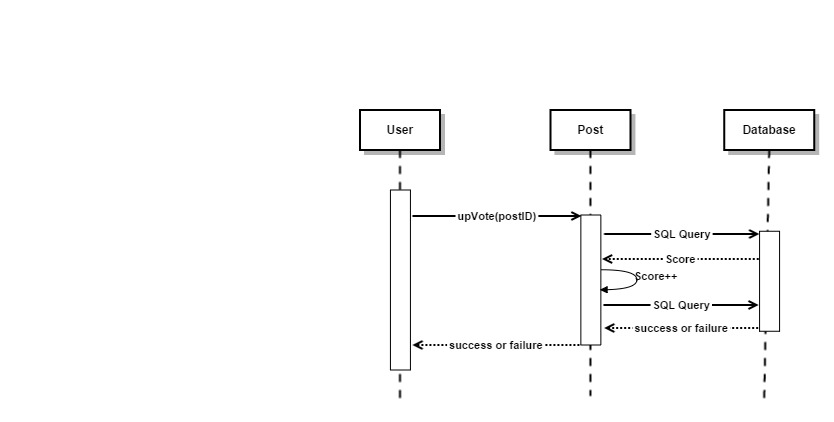 User
Post
Database
upVote(postID)
SQL Query
Score
Score++
SQL Query
success or failure
success or failure